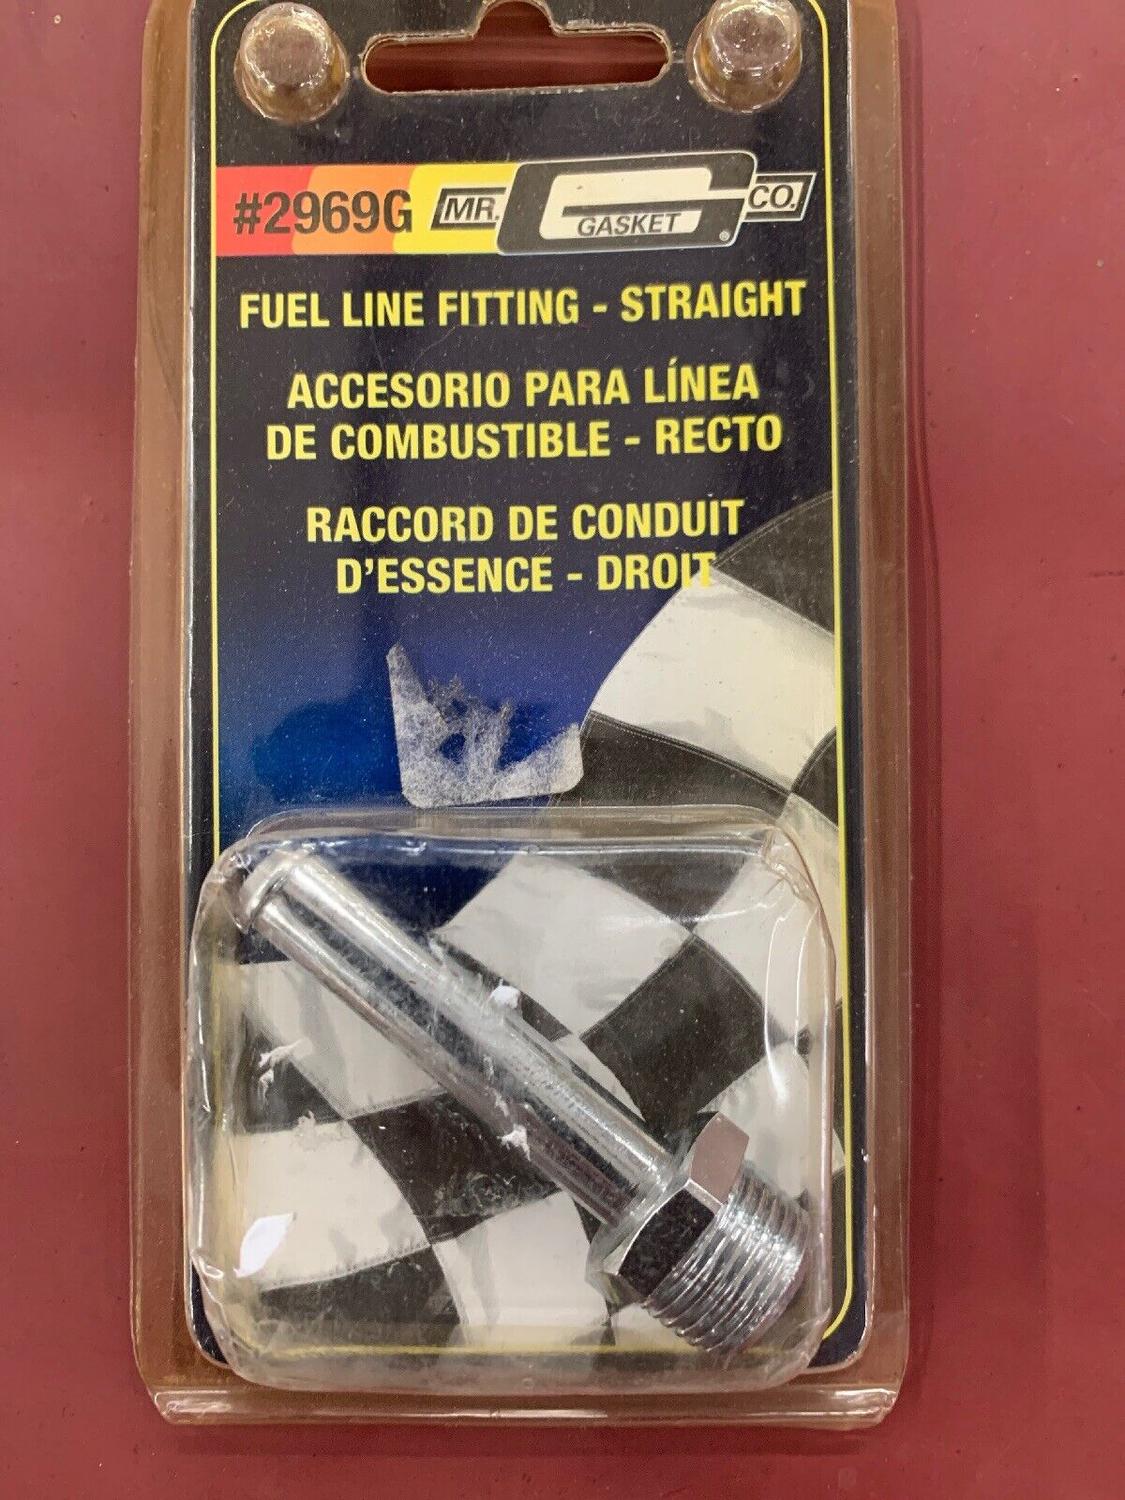 #2969G MR. GASKET CO.
®
FUEL LINE FITTING - STRAIGHT
ACCESORIO PARA LÍNEA
DE COMBUSTIBLE - RECTO
RACCORD DE CONDUIT
D'ESSENCE - DROIT